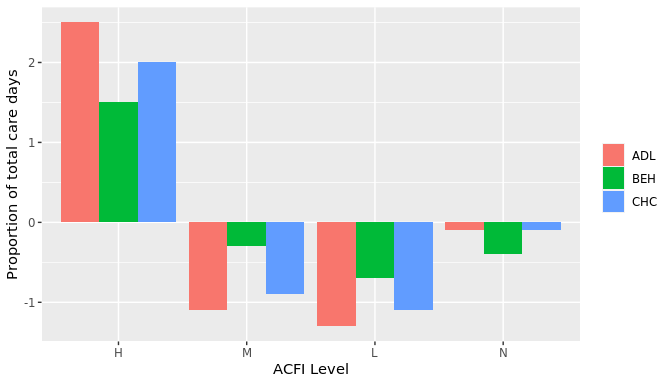 Proportion of total care days
2
1
0
-1
H M L N
ACFI Level
ADL
BEH
CHC